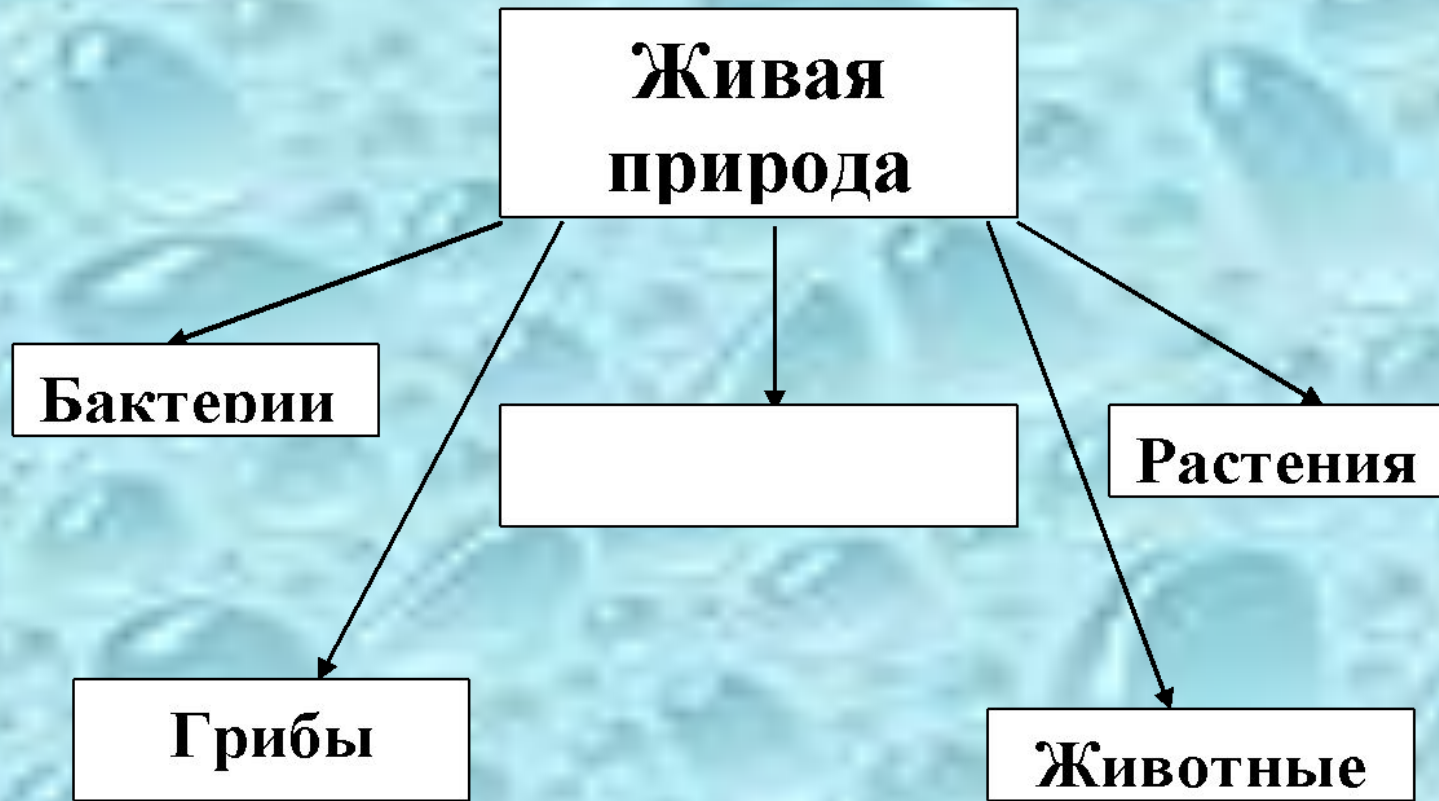 Живая
природа
Бактерии
Растения
Грибы
Животные